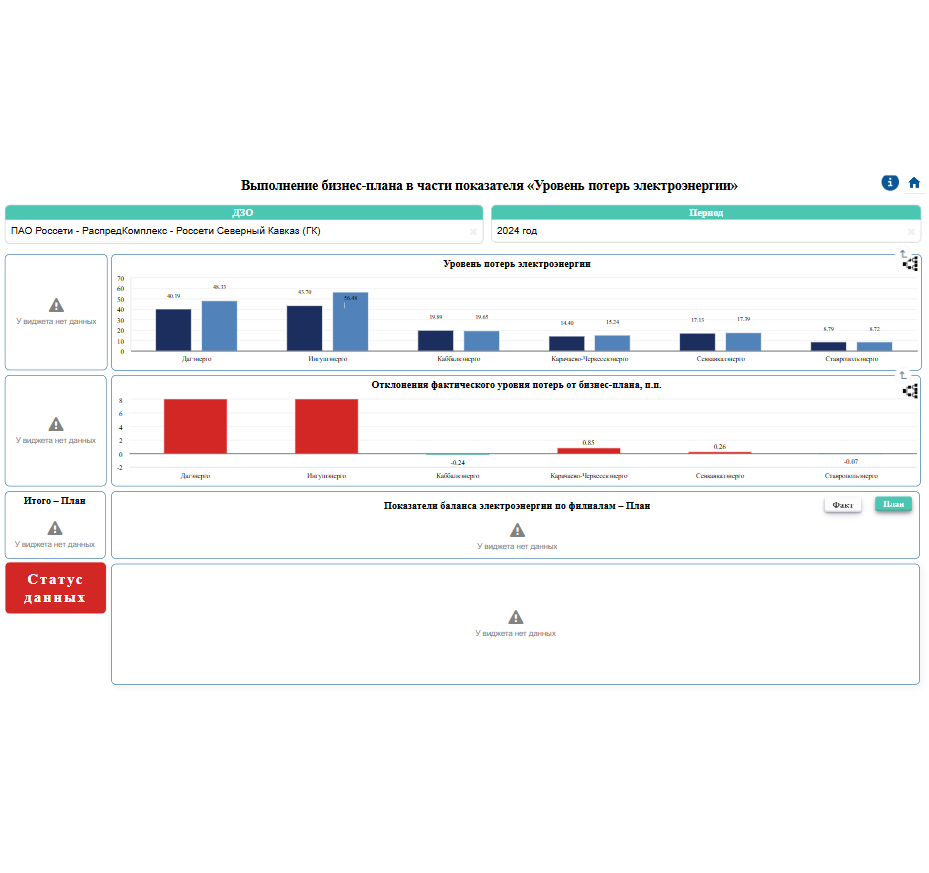 Выполнение бизнес-плана в части показателя «Уровень потерь электроэнергии»
ДЗО
Период
ПАО Россети - РаспредКомплекс - Россети Северный Кавказ (ГК)
2024 год
У виджета нет данных
Уровень потерь электроэнергии
70
60
50
40
30
20
10
0
40.19
48.33
43.70
56.46
19.89
19.65
14.40
15.24
17.13
17.39
8.79
8.72
Дагэнерго
Ингушэнерго
Каббалкэнерго
Карачаево-Черкесскэнерго
Севкавказэнерго
Ставропольэнерго
У виджета нет данных
Отклонения фактического уровня потерь от бизнес-плана, п.п.
8
6
4
2
0
-2
-0.24
0.85
0.26
-0.07
Дагэнерго
Ингушэнерго
Каббалкэнерго
Карачаево-Черкесскэнерго
Севкавказэнерго
Ставропольэнерго
Итого – План
У виджета нет данных
Показатели баланса электроэнергии по филиалам – План
Факт
План
У виджета нет данных
Статус
данных
У виджета нет данных